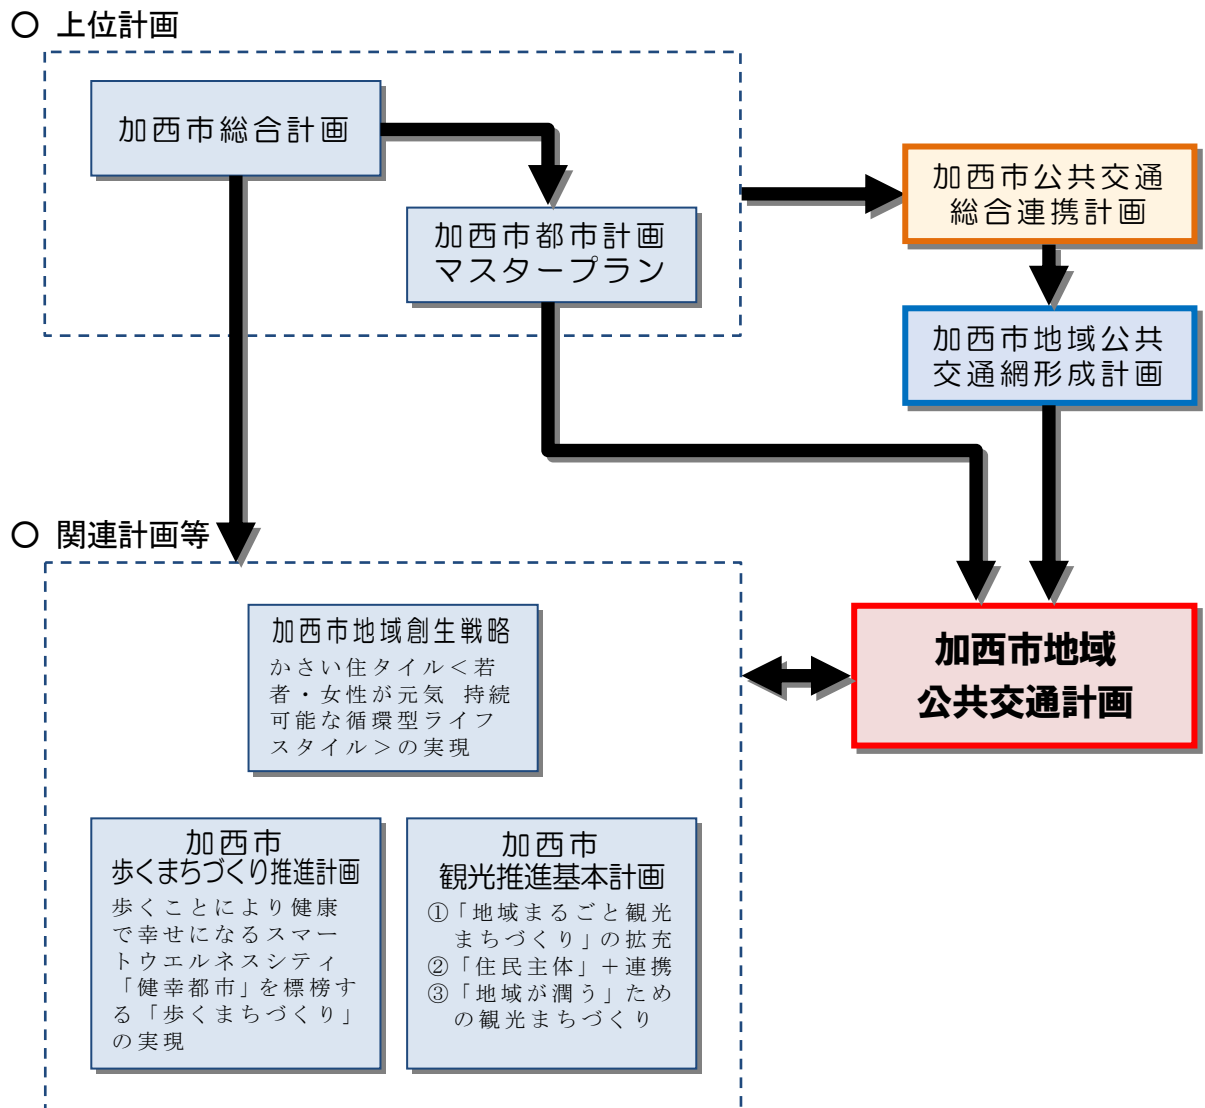 ○ 上位計画
加西市総合計画
加西市都市計画
マスタープラン
加西市公共交通
総合連携計画
加西市地域公共
交通網形成計画
○ 関連計画等
加西市地域創生戦略
かさい住タイル＜若
者・女性が元気 持続
可能な循環型ライフ
スタイル＞の実現
加西市地域
公共交通計画
加西市
歩くまちづくり推進計画
歩くことにより健康
で幸せになるスマー
トウエルネスシティ
「健幸都市」を標榜す
る「歩くまちづくり」
の実現
加西市
観光推進基本計画
①「地域まるごと観光
まちづくり」の拡充
②「住民主体」＋連携
③「地域が潤う」ため
の観光まちづくり